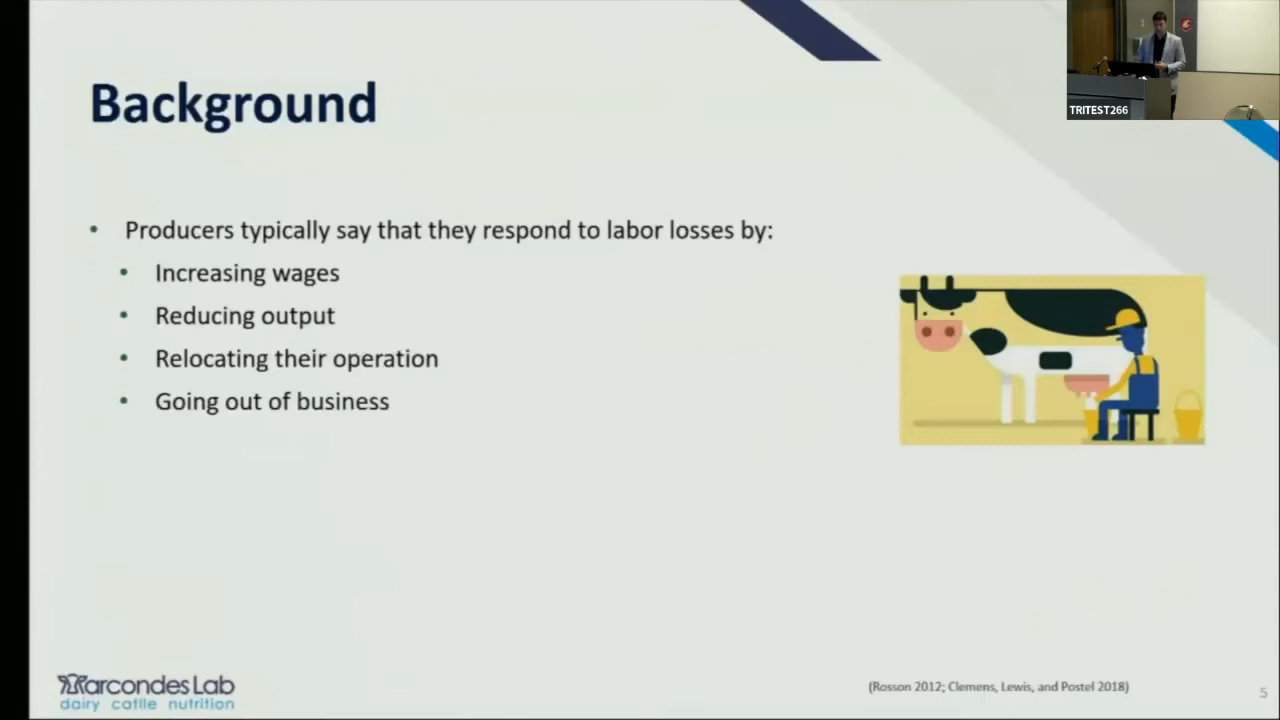 Background
TRITEST266
• Producers typically say that they respond to labor losses by:
• Increasing wages
• Reducing output
• Relocating their operation
• Going out of business
Marcondes Lab
dairy cattle nutrition
(Rosson 2012; Clemens, Lewis, and Postel 2018)
5